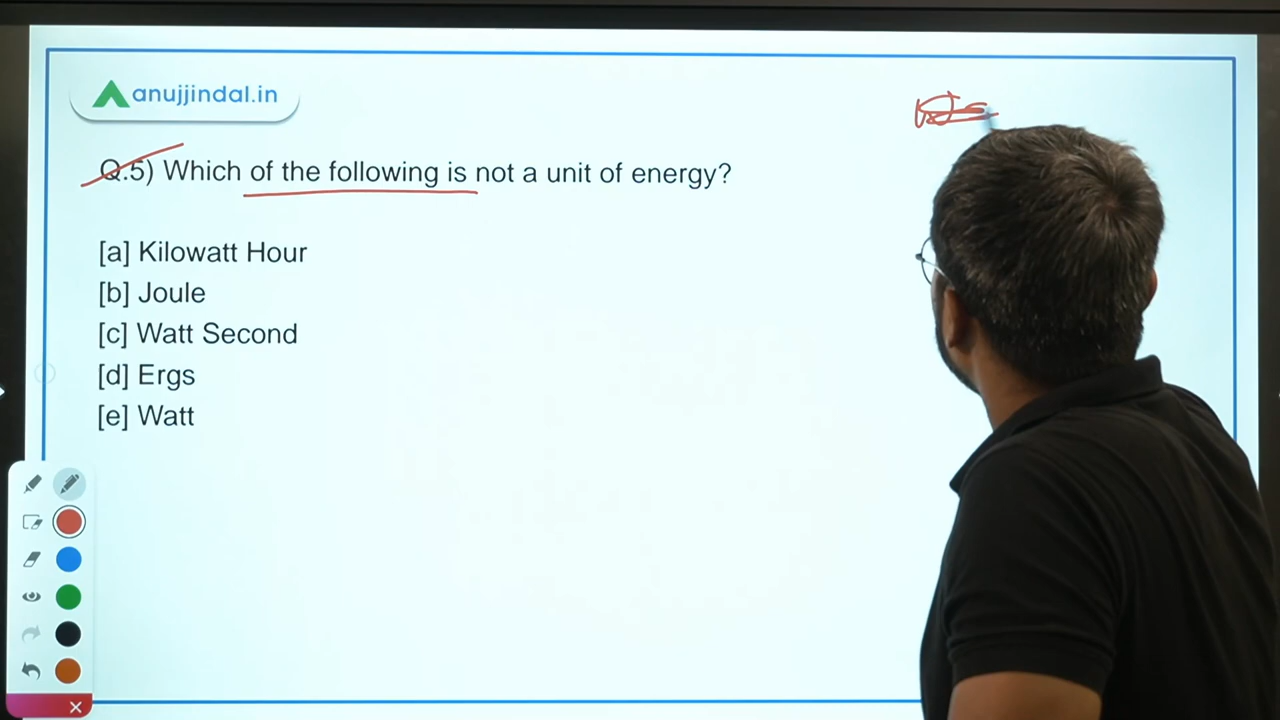 anujjindal.in
Q.5) Which of the following is not a unit of energy?
[a] Kilowatt Hour
[b] Joule
[c] Watt Second
[d] Ergs
[e] Watt